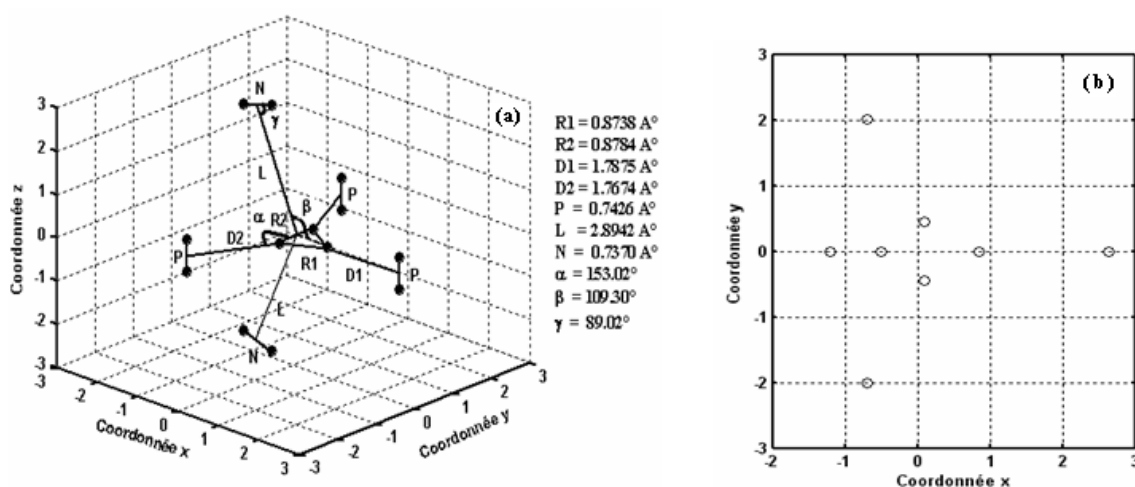 N
(a)
γ
L
P
β
α
R2
P
D2
R1
D1
P
L
N
3
2
1
0
-1
-2
-3
Coordonnée z
-3
-2
-1
0
1
2
3
Coordonnée x
-3
-2
-1
0
1
2
3
Coordonnée y
R1 = 0.8738 A°
R2 = 0.8784 A°
D1 = 1.7875 A°
D2 = 1.7674 A°
P = 0.7426 A°
L = 2.8942 A°
N = 0.7370 A°
α = 153.02°
β = 109.30°
γ = 89.02°
(b)
3
2
1
0
-1
-2
-3
Coordonnée y
-2 -1 0 1 2 3
Coordonnée x